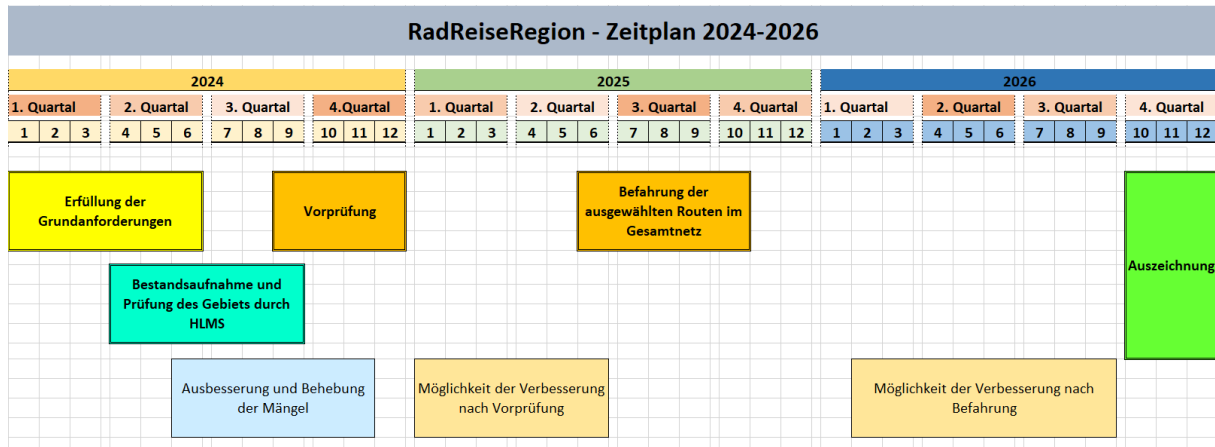 RadReiseRegion - Zeitplan 2024-2026
2024 2025 2026
1. Quartal 2. Quartal 3. Quartal 4.Quartal 1. Quartal 2. Quartal 3. Quartal 4. Quartal 1. Quartal 2. Quartal 3. Quartal 4. Quartal
1 2 3 4 5 6 7 8 9 10 11 12 1 2 3 4 5 6 7 8 9 10 11 12 1 2 3 4 5 6 7 8 9 10 11 12
Erfüllung der
Grundanforderungen
Vorprüfung
Befahrung der
ausgewählten Routen im
Gesamtnetz
Auszeichnung
Bestandsaufnahme und
Prüfung des Gebiets durch
HLMS
Ausbesserung und Behebung
der Mängel
Möglichkeit der Verbesserung
nach Vorprüfung
Möglichkeit der Verbesserung nach
Befahrung